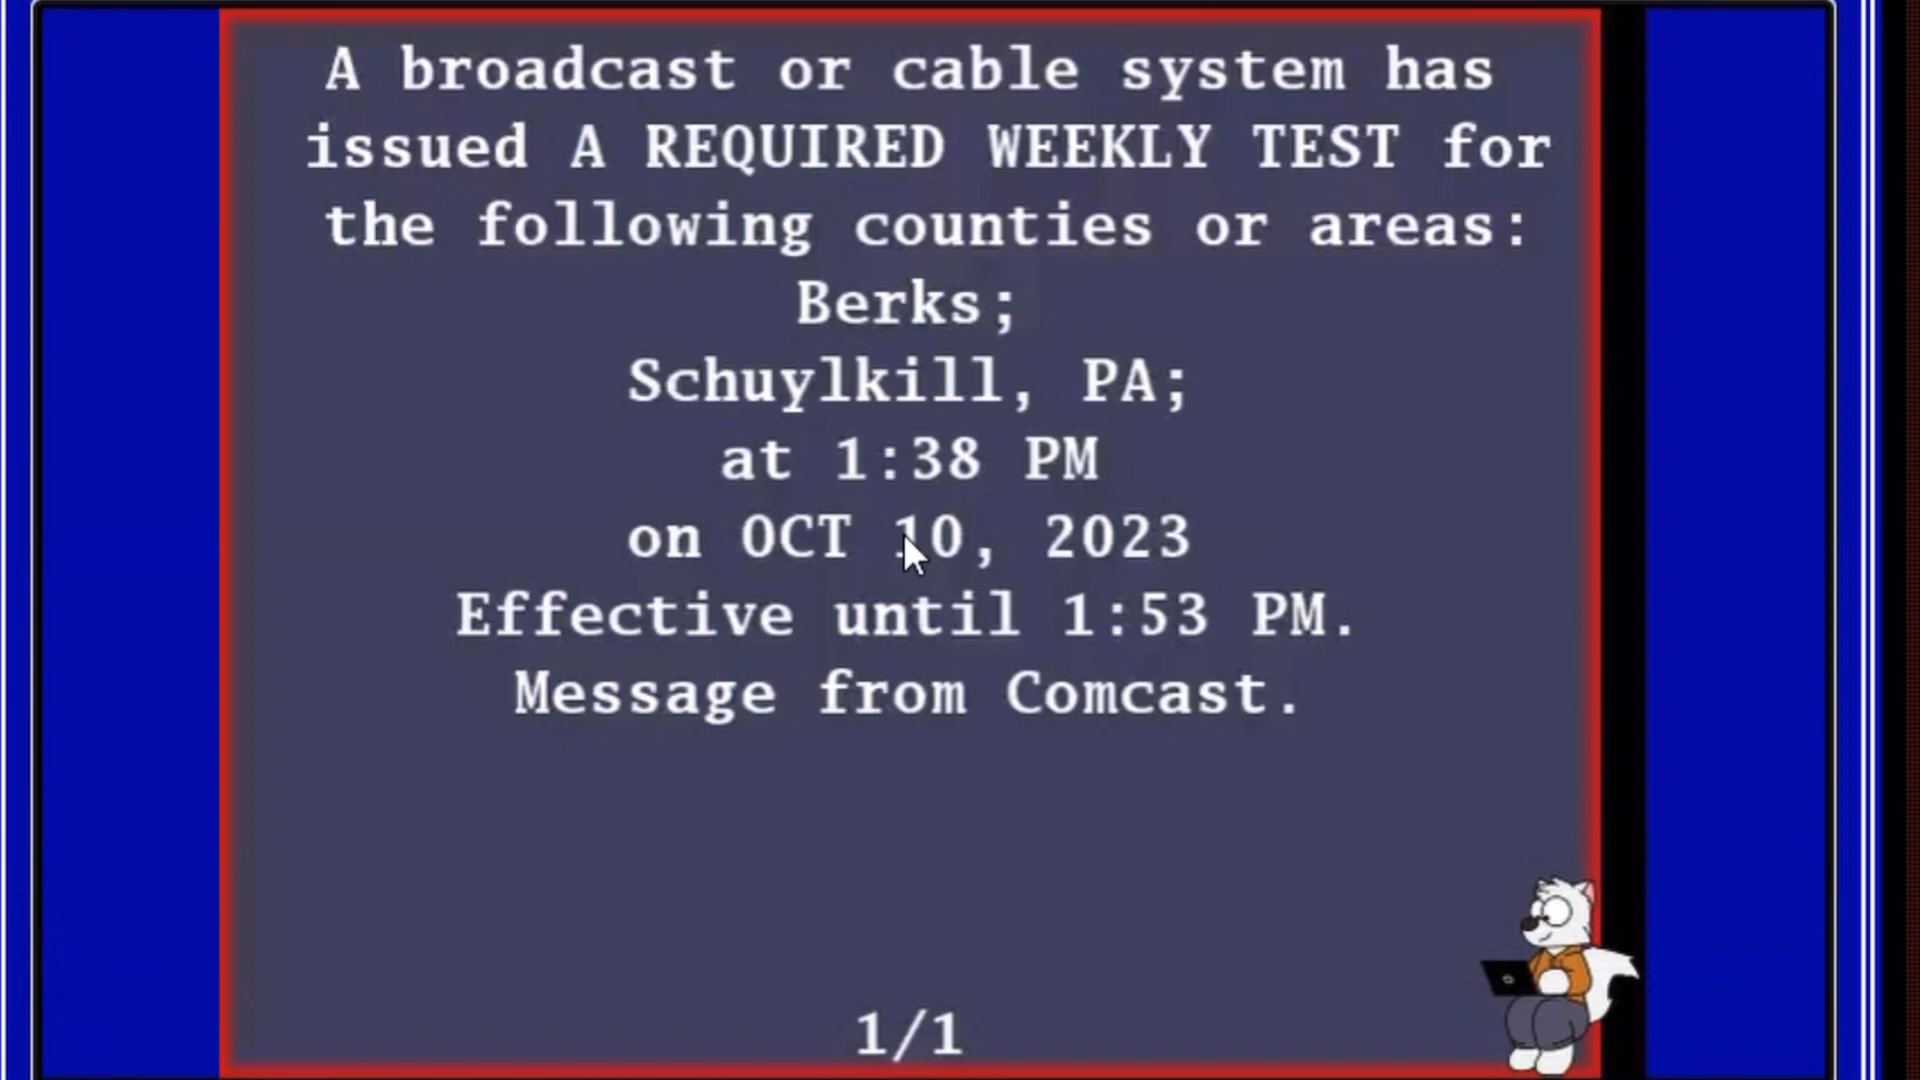 A broadcast or cable system has
issued A REQUIRED WEEKLY TEST for
the following counties or areas:
Berks;
Schuylkill, PA;
at 1:38 PM
on OCT 10, 2023
Effective until 1:53 PM.
Message from Comcast.
1/1